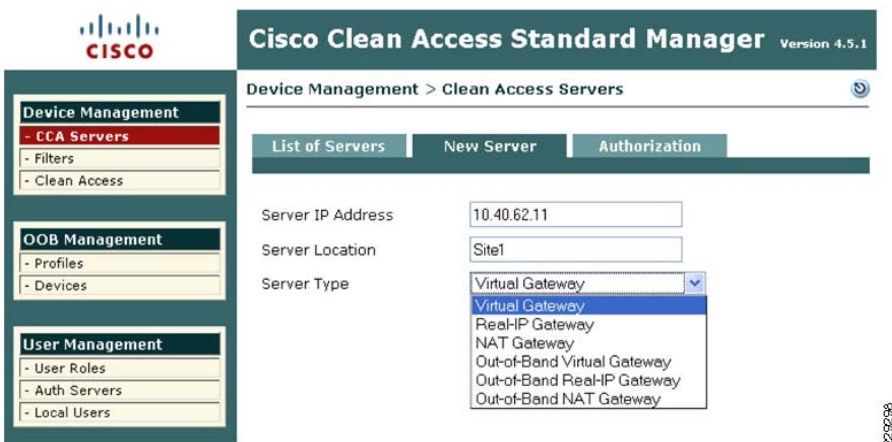 CISCO
Cisco Clean Access Standard Manager Version 4.5.1
Device Management > Clean Access Servers
Device Management
- CCA Servers
- Filters
- Clean Access
OOB Management
- Profiles
- Devices
User Management
- User Roles
- Auth Servers
- Local Users
List of Servers New Server Authorization
Server IP Address 10.40.62.11
Server Location Site1
Server Type Virtual Gateway
Virtual Gateway
Real-IP Gateway
NAT Gateway
Out-of-Band Virtual Gateway
Out-of-Band Real-IP Gateway
Out-of-Band NAT Gateway